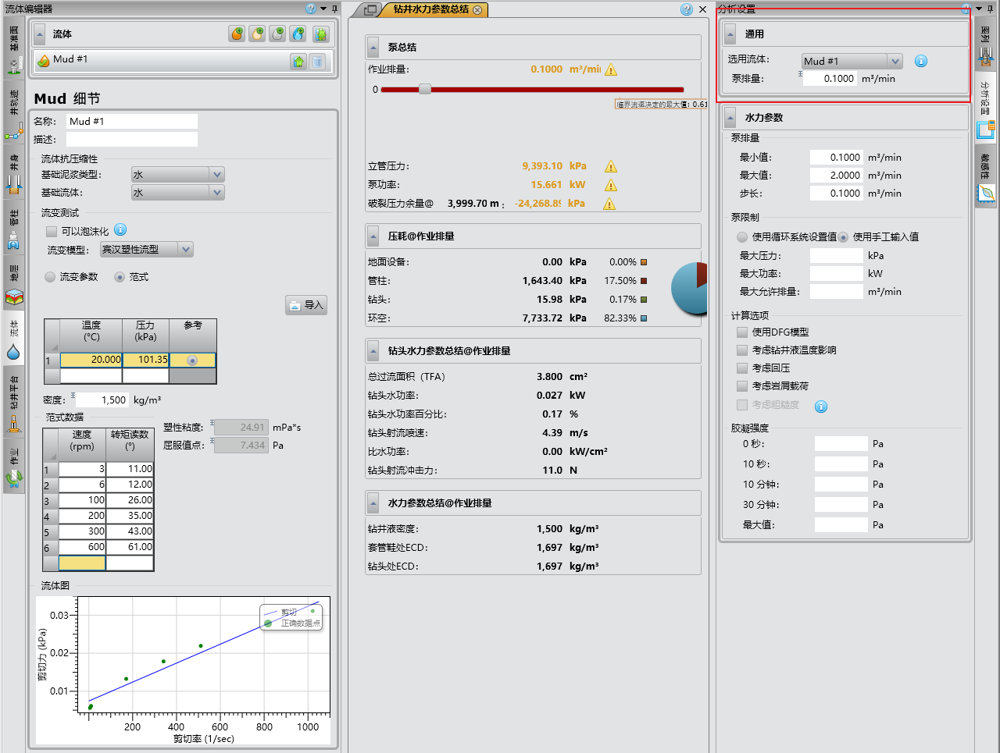 流体编辑器
基准面
井轨迹
井身
管柱
地层
流体
钻井平台
作业
流体
Mud #1
Mud 细节
名称: Mud #1
描述:
流体抗压缩性
基础泥浆类型: 水
基础流体: 水
流变测试
可以泡沫化
流变模型: 宾汉塑性流型
流变参数 范式
导入
温度 (°C) 压力 (kPa) 参考
1 20.000 101.35
密度: 1,500 kg/m³
范式数据
速度 (rpm) 转矩读数 (°)
1 3 11.00
2 6 12.00
3 100 26.00
4 200 35.00
5 300 43.00
6 600 61.00
塑性粘度: 24.91 mPa*s
屈服值点: 7.434 Pa
流体图
剪切力 (kPa)
0.03
0.02
0.01
剪切
正确数据点
200 400 600 800 1000
剪切率 (1/sec)
钻井水力参数总结
泵总结
作业排量: 0.1000 m³/min
0
临界流速决定的最大值: 0.61
立管压力: 9,393.10 kPa
泵功率: 15.661 kW
破裂压力余量@ 3,999.70 m : -24,268.89 kPa
压耗@作业排量
地面设备: 0.00 kPa 0.00%
管柱: 1,643.40 kPa 17.50%
钻头: 15.98 kPa 0.17%
环空: 7,733.72 kPa 82.33%
钻头水力参数总结@作业排量
总过流面积（TFA） 3.800 cm²
钻头水功率: 0.027 kW
钻头水功率百分比: 0.17 %
钻头射流喷速: 4.39 m/s
比水功率: 0.00 kW/cm²
钻头射流冲击力: 11.0 N
水力参数总结@作业排量
钻井液密度: 1,500 kg/m³
套管鞋处ECD: 1,697 kg/m³
钻头处ECD: 1,697 kg/m³
分析设置
通用
选用流体: Mud #1
泵排量: 0.1000 m³/min
水力参数
泵排量
最小值: 0.1000 m³/min
最大值: 2.0000 m³/min
步长: 0.1000 m³/min
泵限制
使用循环系统设置值 使用手工输入值
最大压力: kPa
最大功率: kW
最大允许排量: m³/min
计算选项
使用DFG模型
考虑钻井液温度影响
考虑回压
考虑岩屑载荷
考虑粗糙度
胶凝强度
0 秒: Pa
10 秒: Pa
10 分钟: Pa
30 分钟: Pa
最大值: Pa
图列
分析设置
敏感性